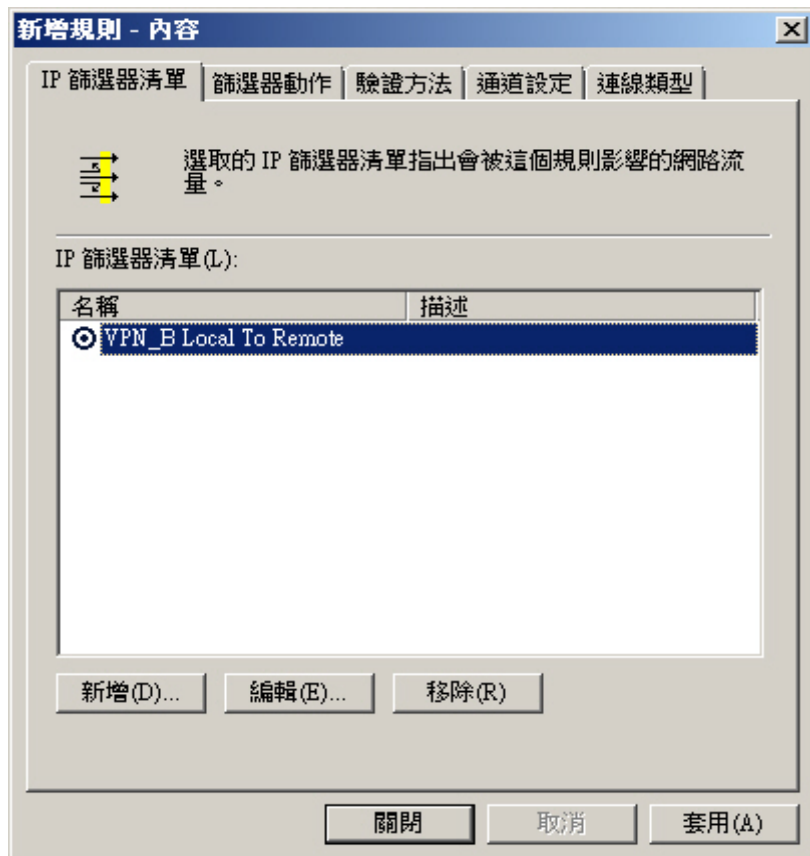 新增規則 - 內容
IP 篩選器清單 篩選器動作 驗證方法 通道設定 連線類型
選取的 IP 篩選器清單指出會被這個規則影響的網路流
量。
IP 篩選器清單(L):
名稱 描述
VPN_B Local To Remote
新增(D)... 編輯(E)... 移除(R)
關閉 取消 套用(A)